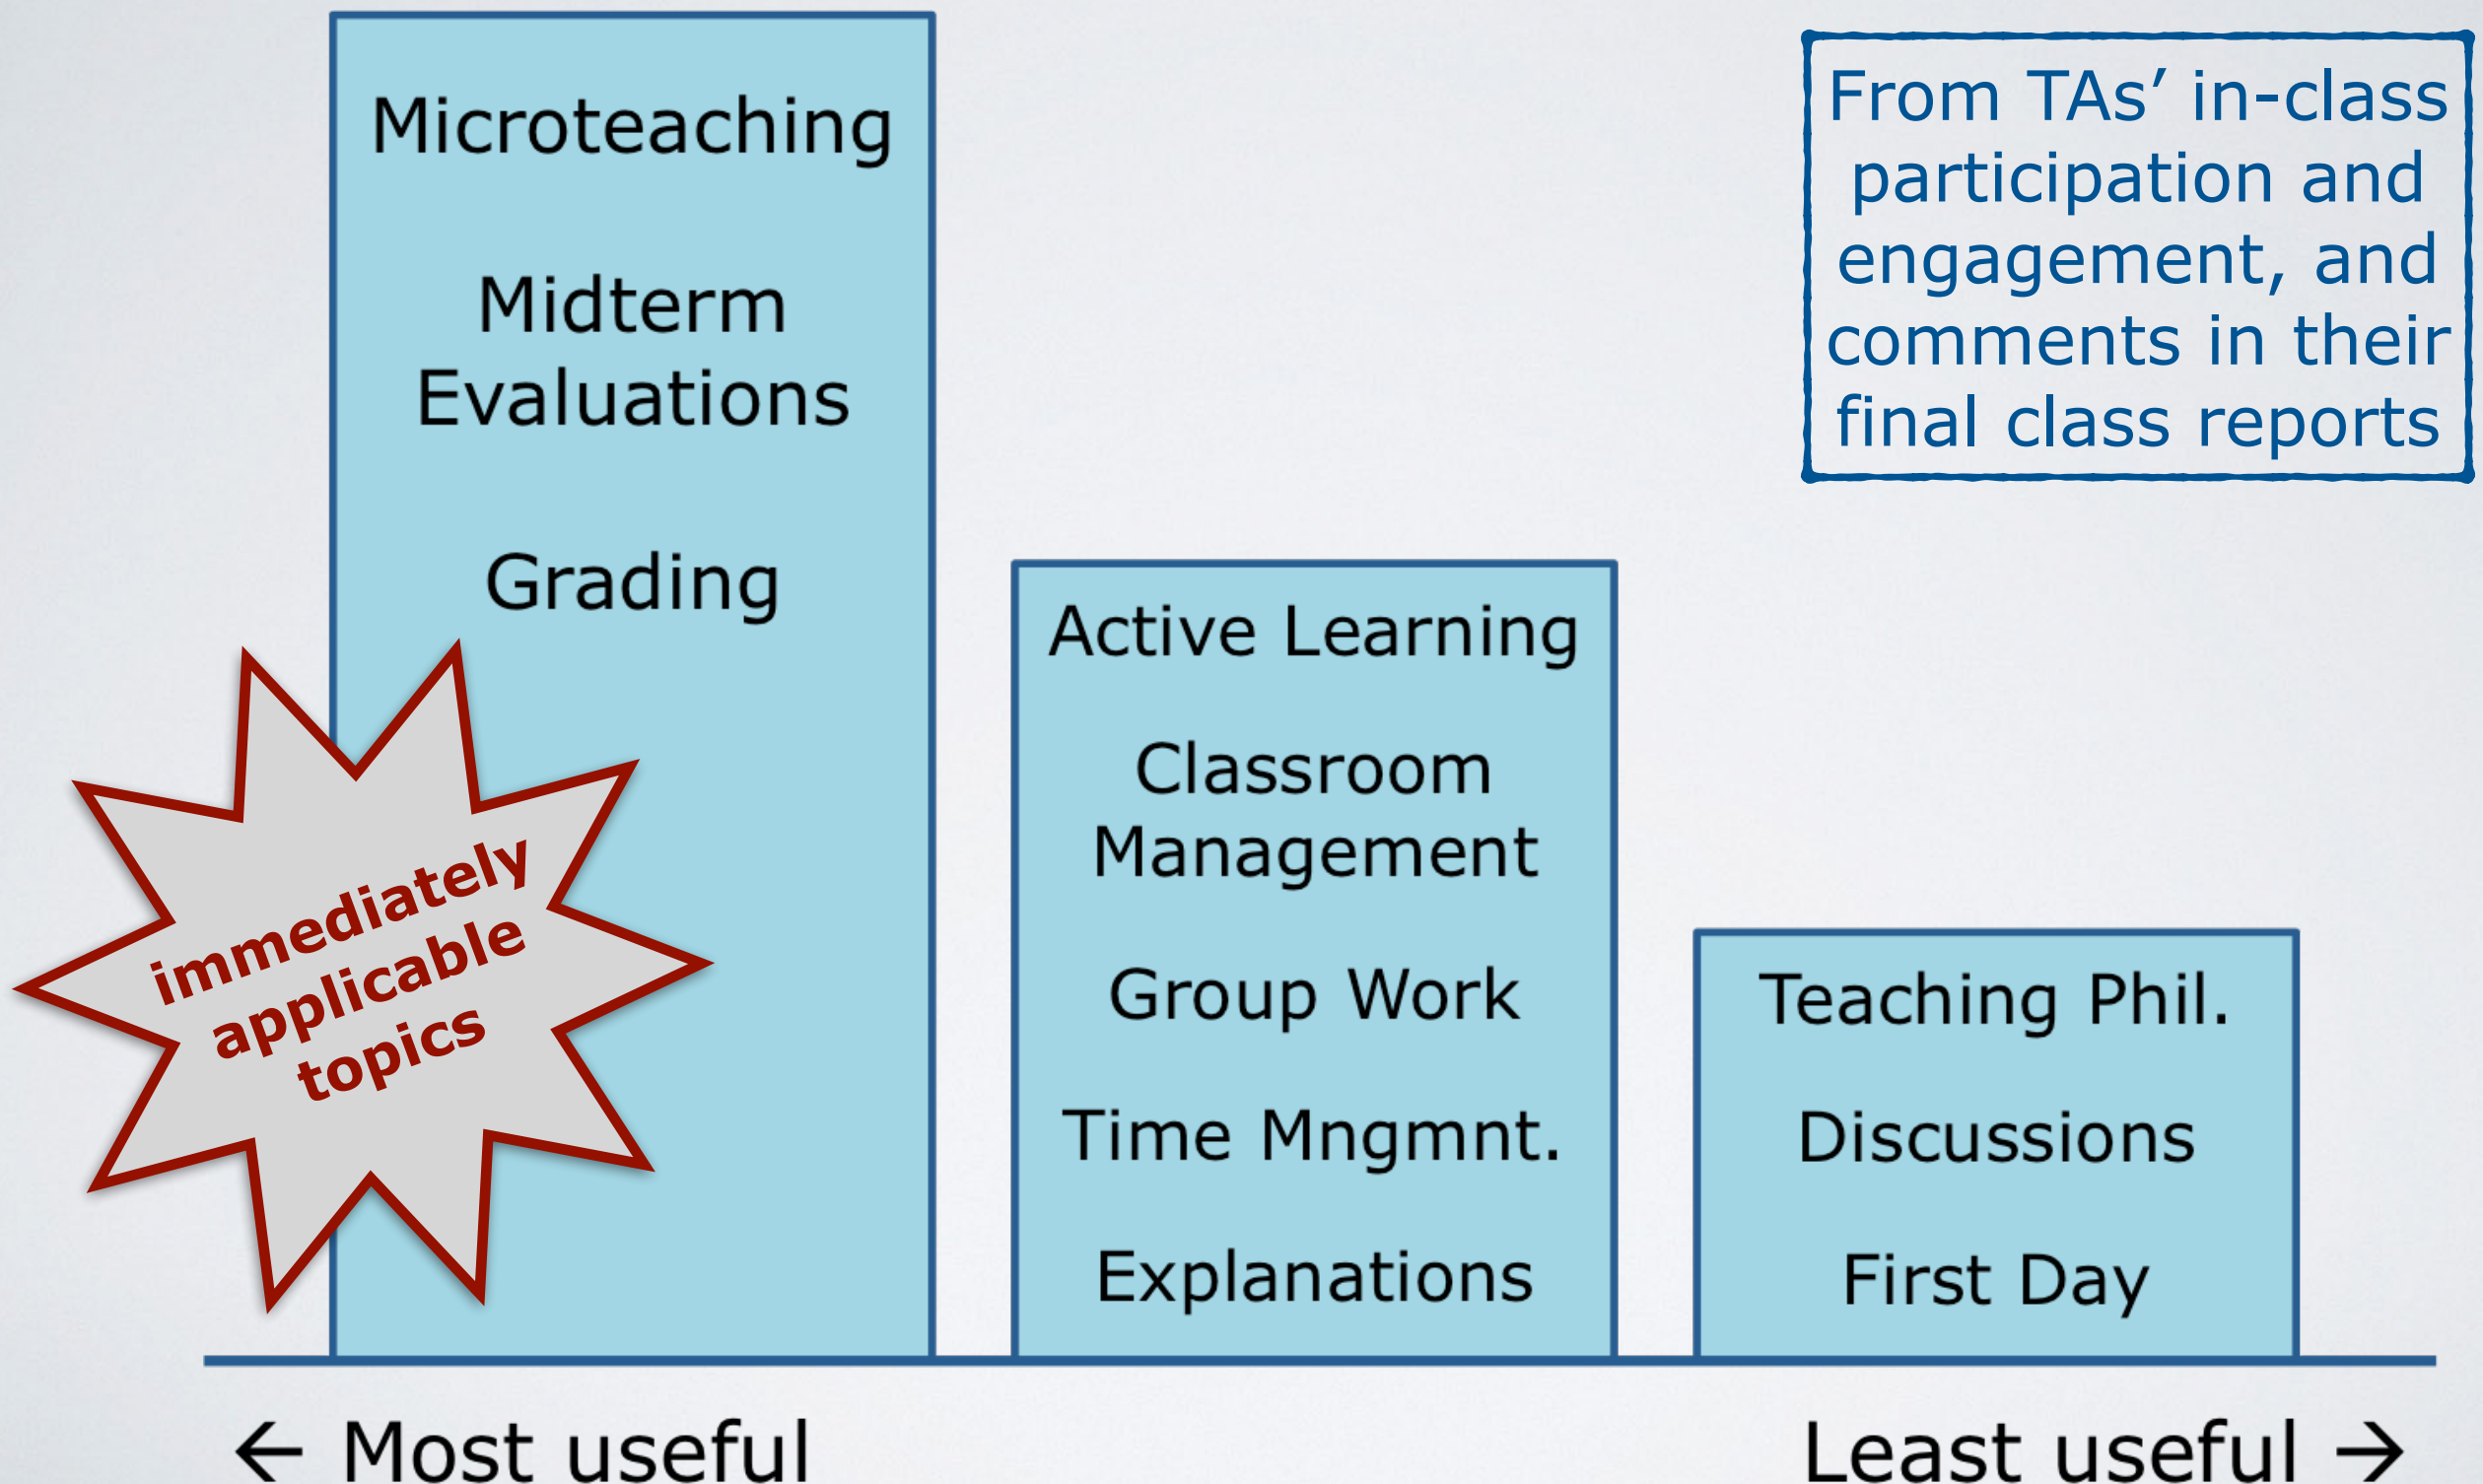 Microteaching
Midterm
Evaluations
Grading
immediately
applicable
topics
Active Learning
Classroom
Management
Group Work
Time Mngmnt.
Explanations
Teaching Phil.
Discussions
First Day
From TAs’ in-class
participation and
engagement, and
comments in their
final class reports
← Most useful
Least useful →